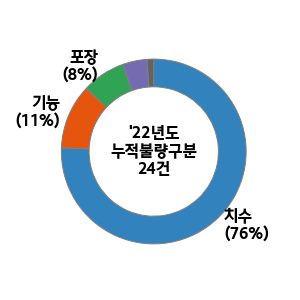 포장
(8%)
기능
(11%)
'22년도
누적불량구분
24건
치수
(76%)